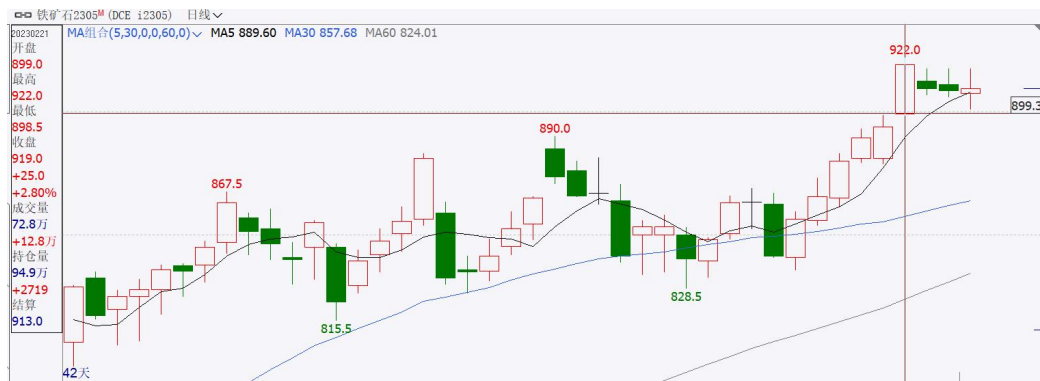 铁矿石2305M (DCE i2305) 日线
20230221 MA组合(5,30,0,0,60,0) MA5 889.60 MA30 857.68 MA60 824.01
开盘
899.0
最高
922.0
最低
898.5
收盘
919.0
+25.0
+2.80%
成交量
72.8万
+12.8万
持仓量
94.9万
+2719
结算
913.0
922.0
899.3
890.0
867.5
828.5
815.5
42天